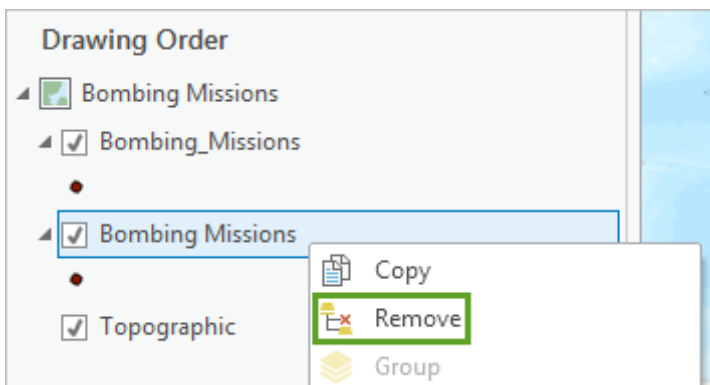 Drawing Order
Bombing Missions
Bombing_Missions
Bombing Missions
Copy
Remove
Topographic
Group